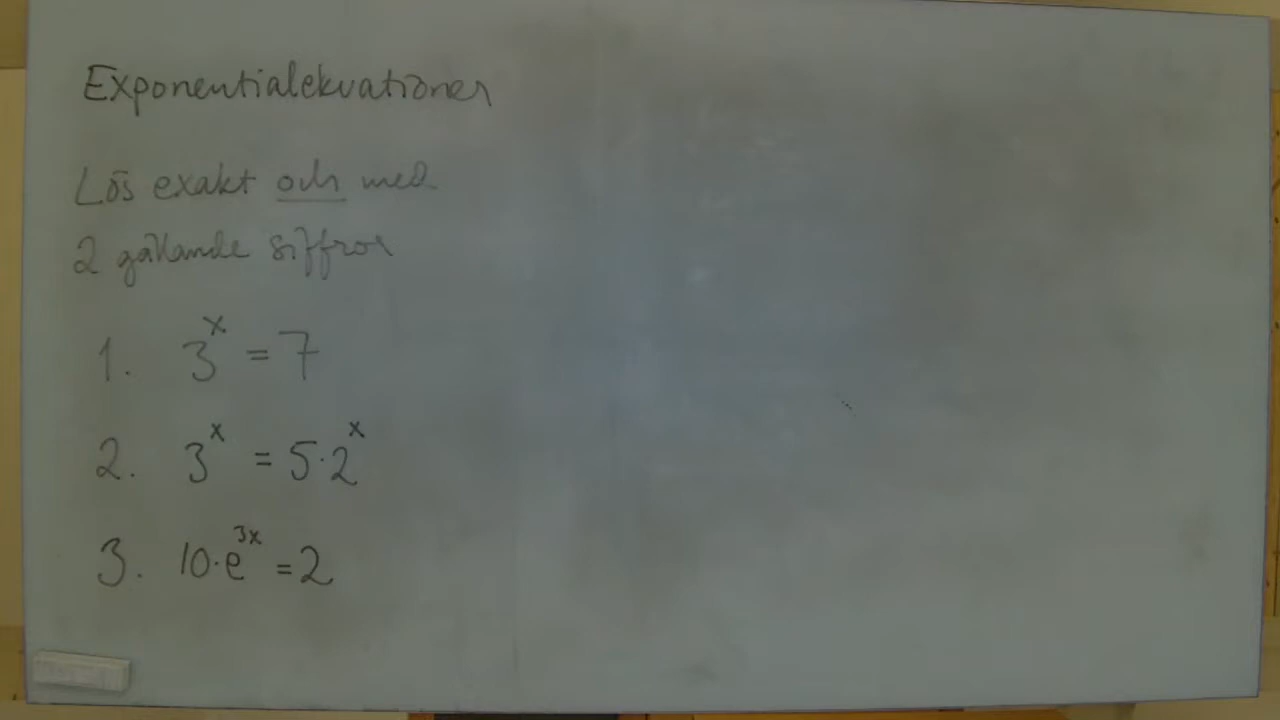 Exponentialekvationer
Lös exakt och med
2 gällande siffror
1. 3^x = 7
2. 3^x = 5·2^x
3. 10·e^3x = 2